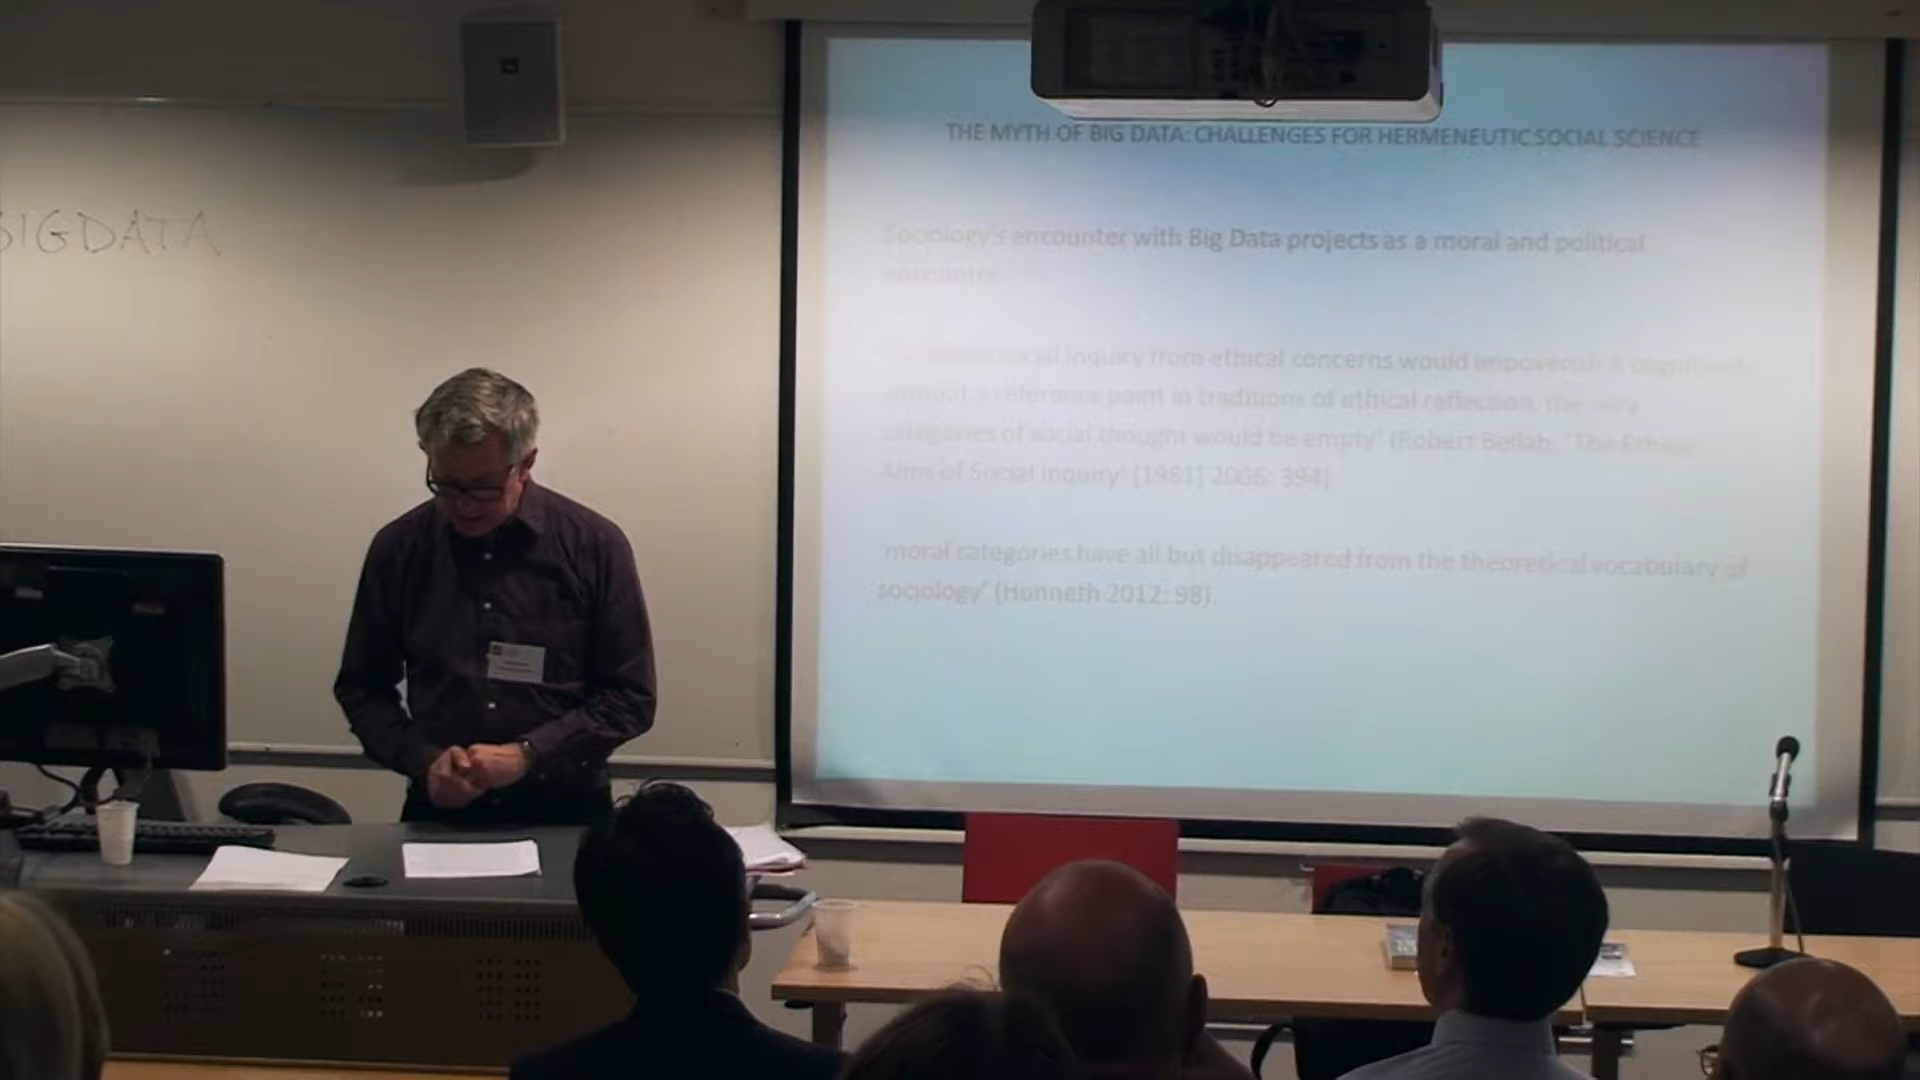 BIGDATA
THE MYTH OF BIG DATA: CHALLENGES FOR HERMENEUTIC SOCIAL SCIENCE
Sociology's encounter with Big Data projects as a moral and political
encounter
social inquiry from ethical concerns would impoverish it cognitively
without a reference point in traditions of ethical reflection, the very
categories of social thought would be empty' (Robert Bellah, 'The Ethical
Aims of Social Inquiry' [1981] 2006: 394)
moral categories have all but disappeared from the theoretical vocabulary of
sociology' (Honneth 2012: 98).